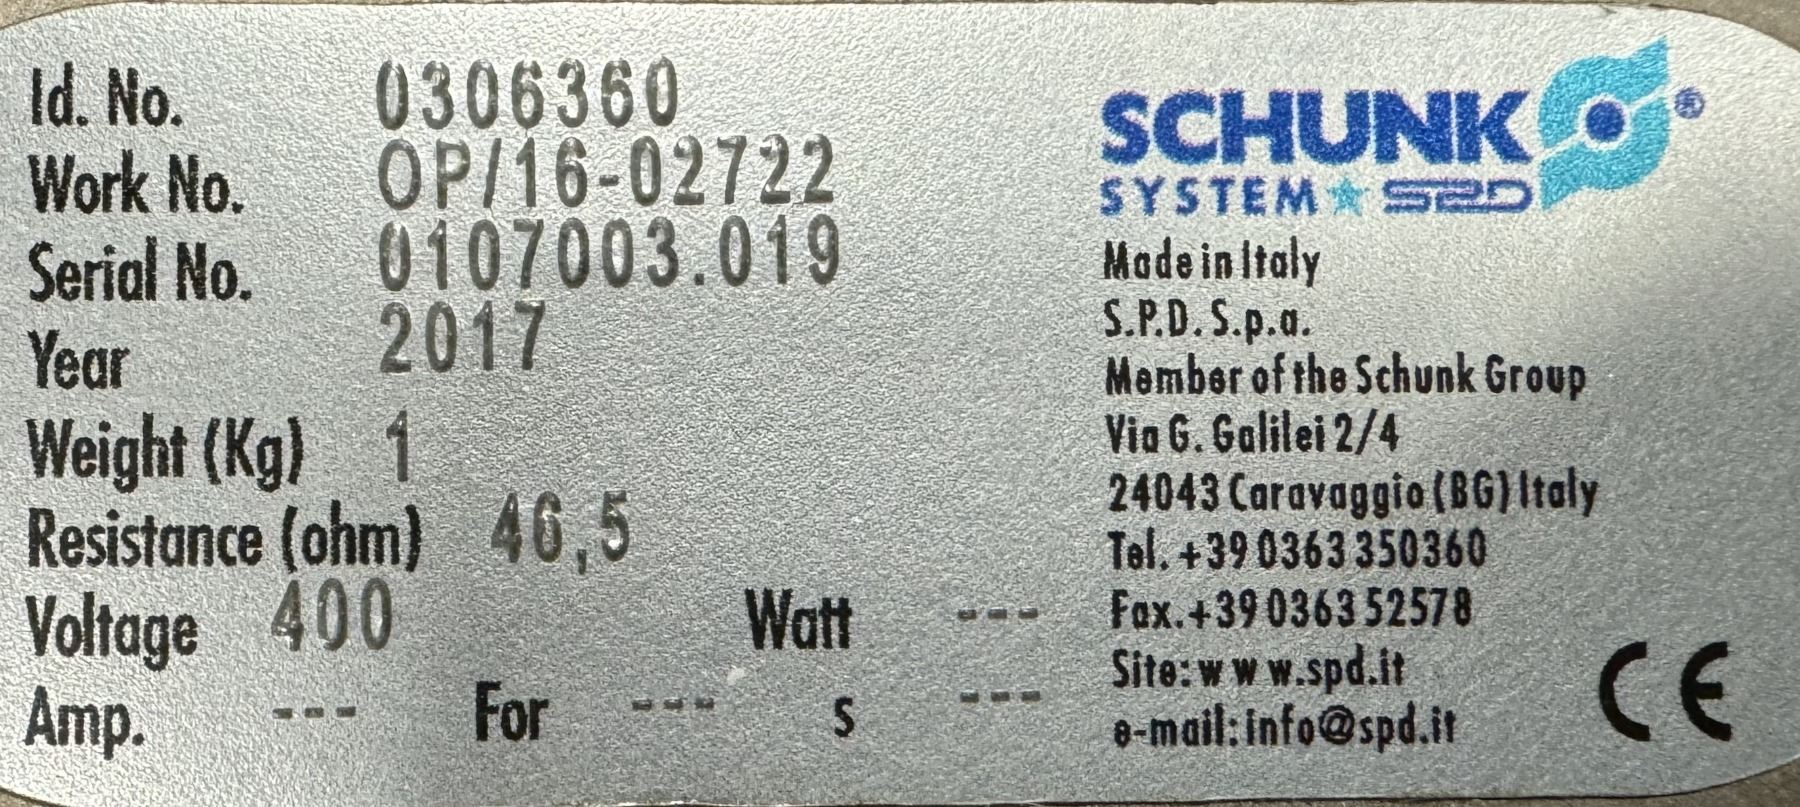 Id. No. 0306360
Work No. OP/16-02722
Serial No. 0107003.019
Year 2017
Weight (Kg) 1
Resistance (ohm) 46,5
Voltage 400 Watt ---
Amp. --- For --- s ---
SCHUNK ®
SYSTEM ★ SPD
Made in Italy
S.P.D. S.p.a.
Member of the Schunk Group
Via G. Galilei 2/4
24043 Caravaggio (BG) Italy
Tel. +39 0363 350360
Fax. +39 0363 52578
Site: www.spd.it
e-mail: info@spd.it
CE